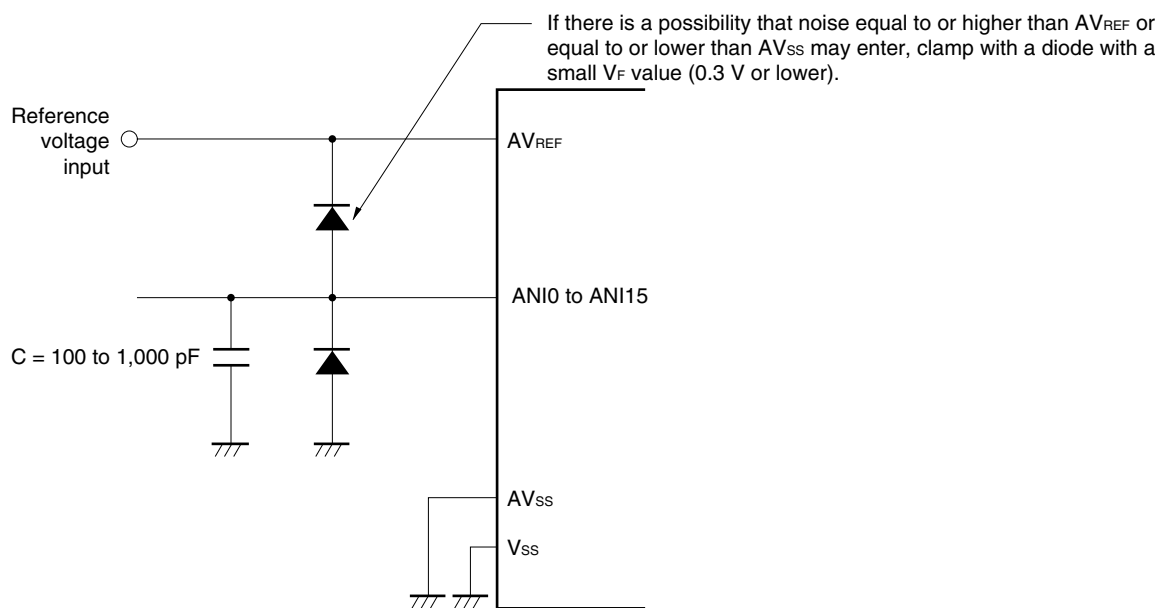 If there is a possibility that noise equal to or higher than AVREF or
equal to or lower than AVSS may enter, clamp with a diode with a
small VF value (0.3 V or lower).
Reference
voltage
input
AVREF
ANI0 to ANI15
C = 100 to 1,000 pF
AVSS
VSS